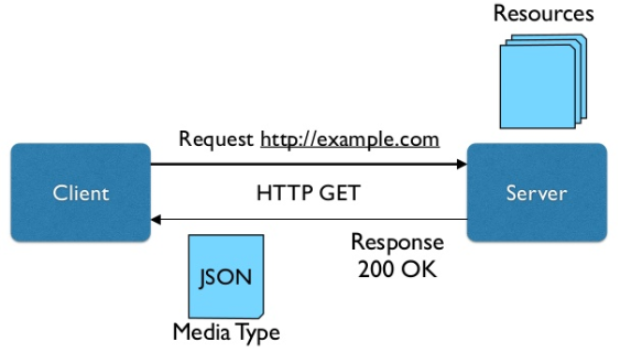 Resources
Request http://example.com
Client
HTTP GET
Server
Response
200 OK
JSON
Media Type